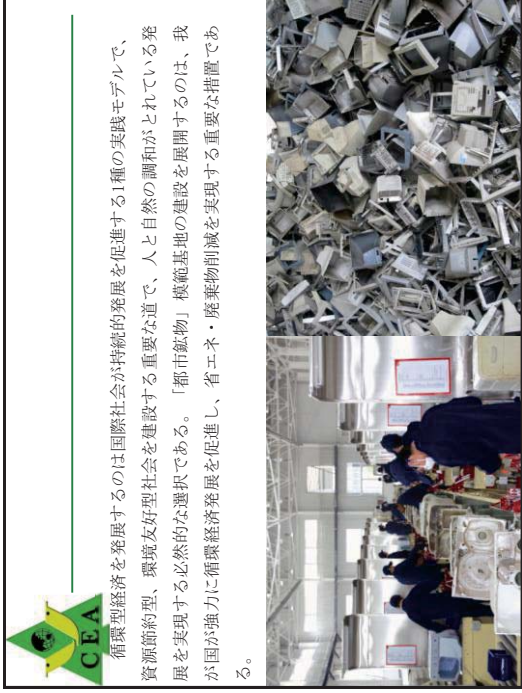 CEA
循環型経済を発展するのは国際社会が持続的発展を促進する1種の実践モデルで、
資源節約型、環境友好型社会を建設する重要な道で、人と自然の調和がとれている発
展を実現する必然的な選択である。「都市鉱物」模範基地の建設を展開するのは、我
が国が強力に循環経済発展を促進し、省エネ・廃棄物削減を実現する重要な措置であ
る。